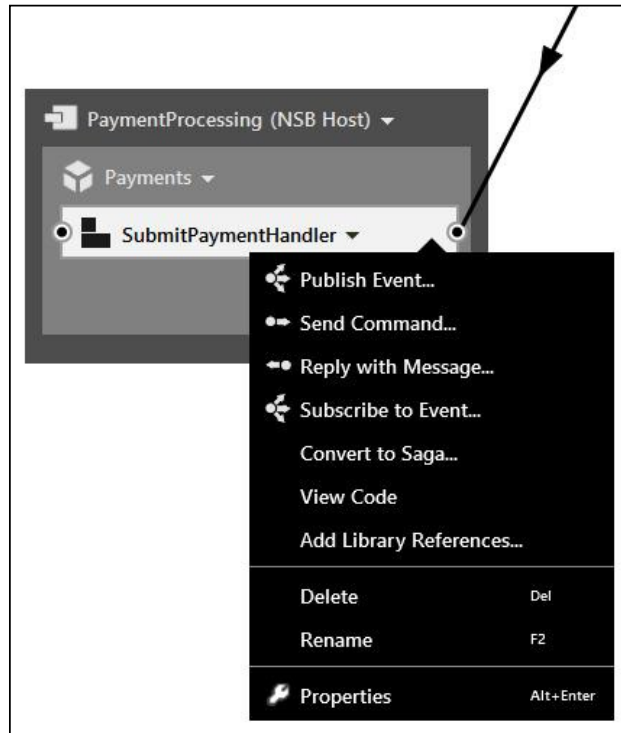 PaymentProcessing (NSB Host)
Payments
SubmitPaymentHandler
Publish Event...
Send Command...
Reply with Message...
Subscribe to Event...
Convert to Saga...
View Code
Add Library References...
Delete Del
Rename F2
Properties Alt+Enter